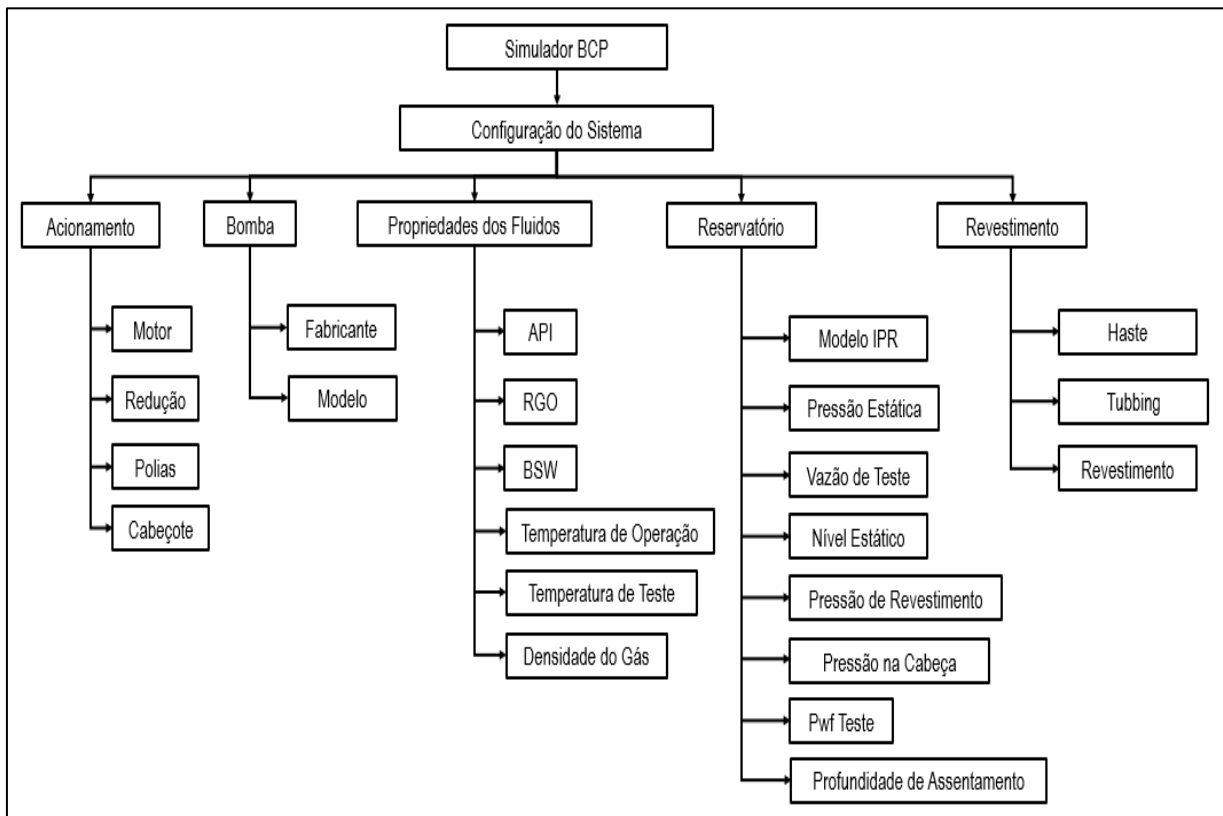 Simulador BCP
Configuração do Sistema
Acionamento
Bomba
Propriedades dos Fluidos
Reservatório
Revestimento
Motor
Redução
Polias
Cabeçote
Fabricante
Modelo
API
RGO
BSW
Temperatura de Operação
Temperatura de Teste
Densidade do Gás
Modelo IPR
Pressão Estática
Vazão de Teste
Nível Estático
Pressão de Revestimento
Pressão na Cabeça
Pwf Teste
Profundidade de Assentamento
Haste
Tubbing
Revestimento